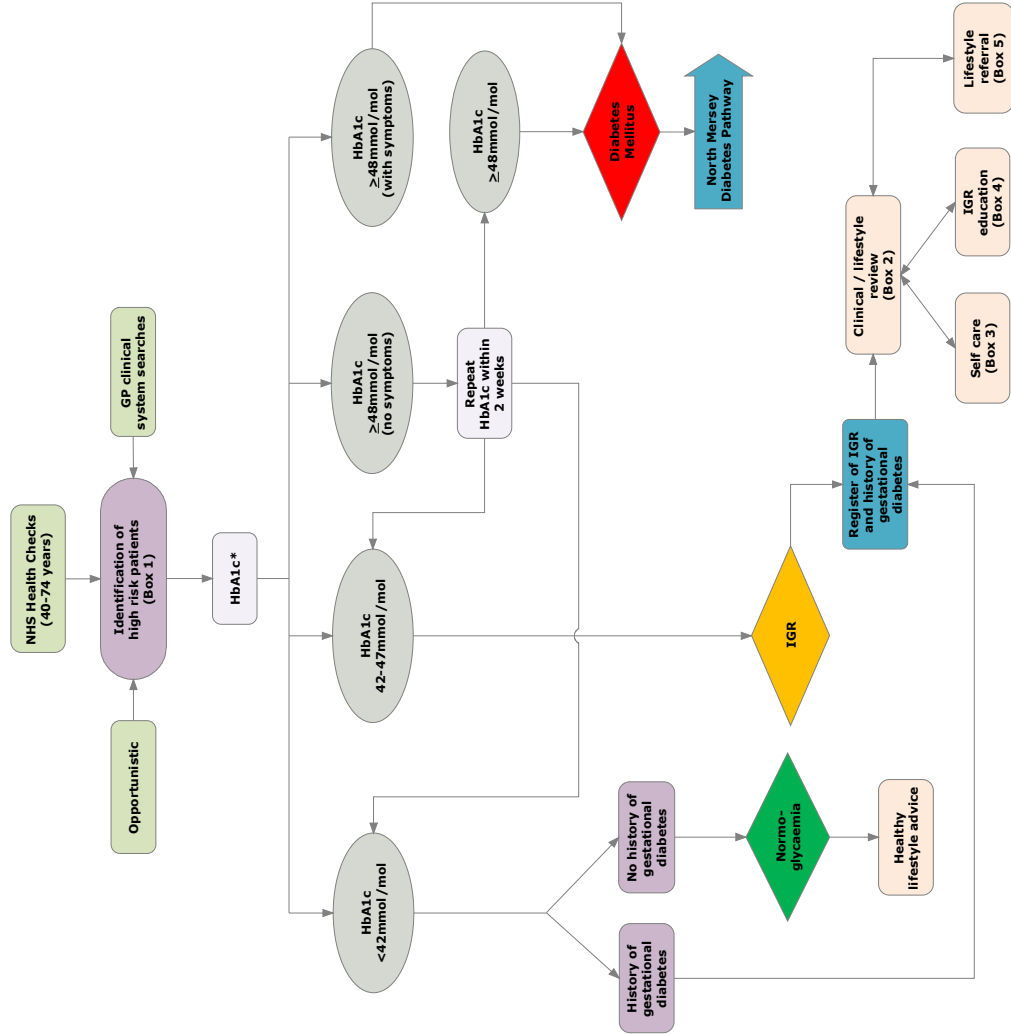 NHS Health Checks
(40-74 years)
Opportunistic
Identification of
high risk patients
(Box 1)
GP clinical
system searches
HbA1c*
HbA1c
<42mmol/mol
HbA1c
42-47mmol/mol
HbA1c
≥48mmol/mol
(no symptoms)
HbA1c
≥48mmol/mol
(with symptoms)
Repeat
HbA1c within
2 weeks
HbA1c
≥48mmol/mol
History of
gestational
diabetes
No history of
gestational
diabetes
Diabetes
Mellitus
North Mersey
Diabetes Pathway
Normo-
glycaemia
IGR
Healthy
lifestyle advice
Register of IGR
and history of
gestational
diabetes
Clinical / lifestyle
review
(Box 2)
Self care
(Box 3)
IGR
education
(Box 4)
Lifestyle
referral
(Box 5)